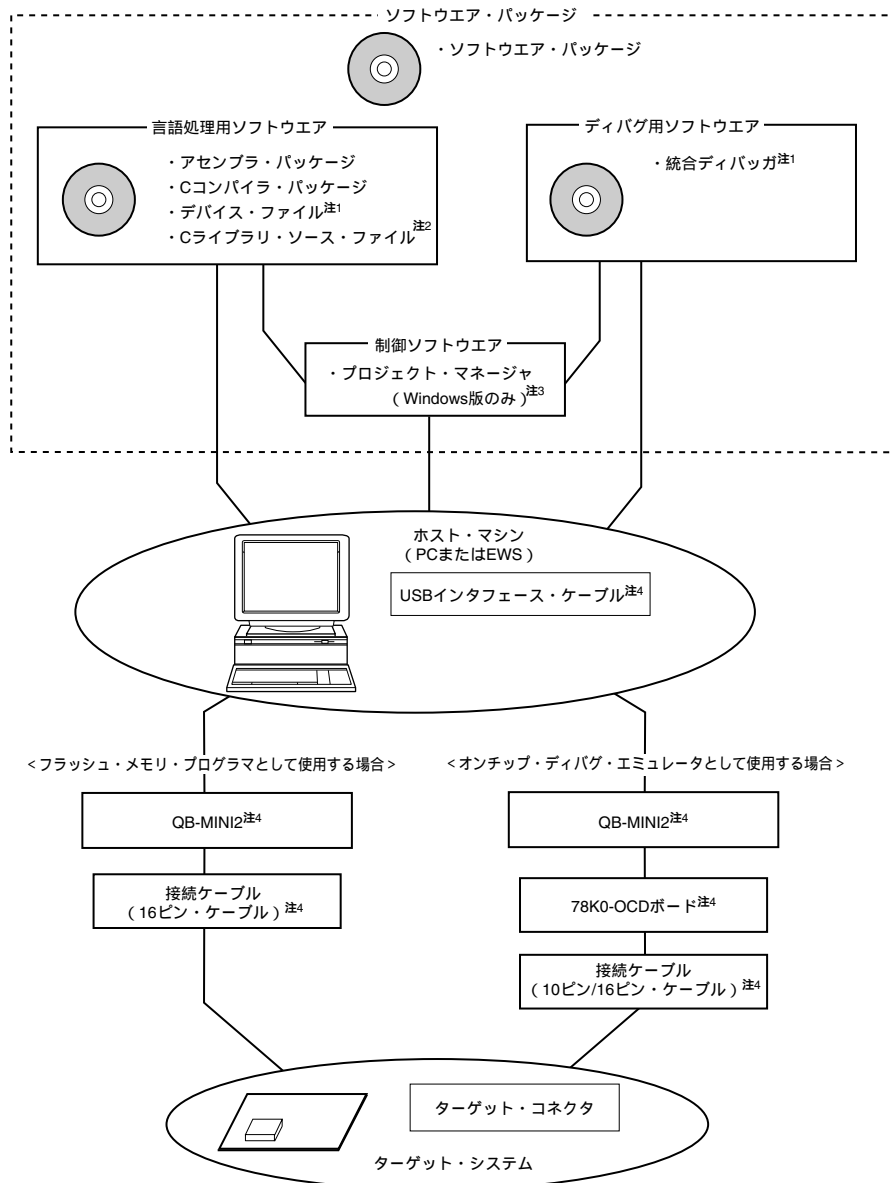 ソフトウエア・パッケージ
・ソフトウエア・パッケージ
言語処理用ソフトウエア
・アセンブラ・パッケージ
・Cコンパイラ・パッケージ
・デバイス・ファイル注1
・Cライブラリ・ソース・ファイル注2
ディバグ用ソフトウエア
・統合ディバッガ注1
制御ソフトウエア
・プロジェクト・マネージャ
（Windows版のみ）注3
ホスト・マシン
（PCまたはEWS）
USBインタフェース・ケーブル注4
<フラッシュ・メモリ・プログラマとして使用する場合>
QB-MINI2注4
接続ケーブル
（16ピン・ケーブル）注4
<オンチップ・ディバグ・エミュレータとして使用する場合>
QB-MINI2注4
78K0-OCDボード注4
接続ケーブル
（10ピン/16ピン・ケーブル）注4
ターゲット・コネクタ
ターゲット・システム